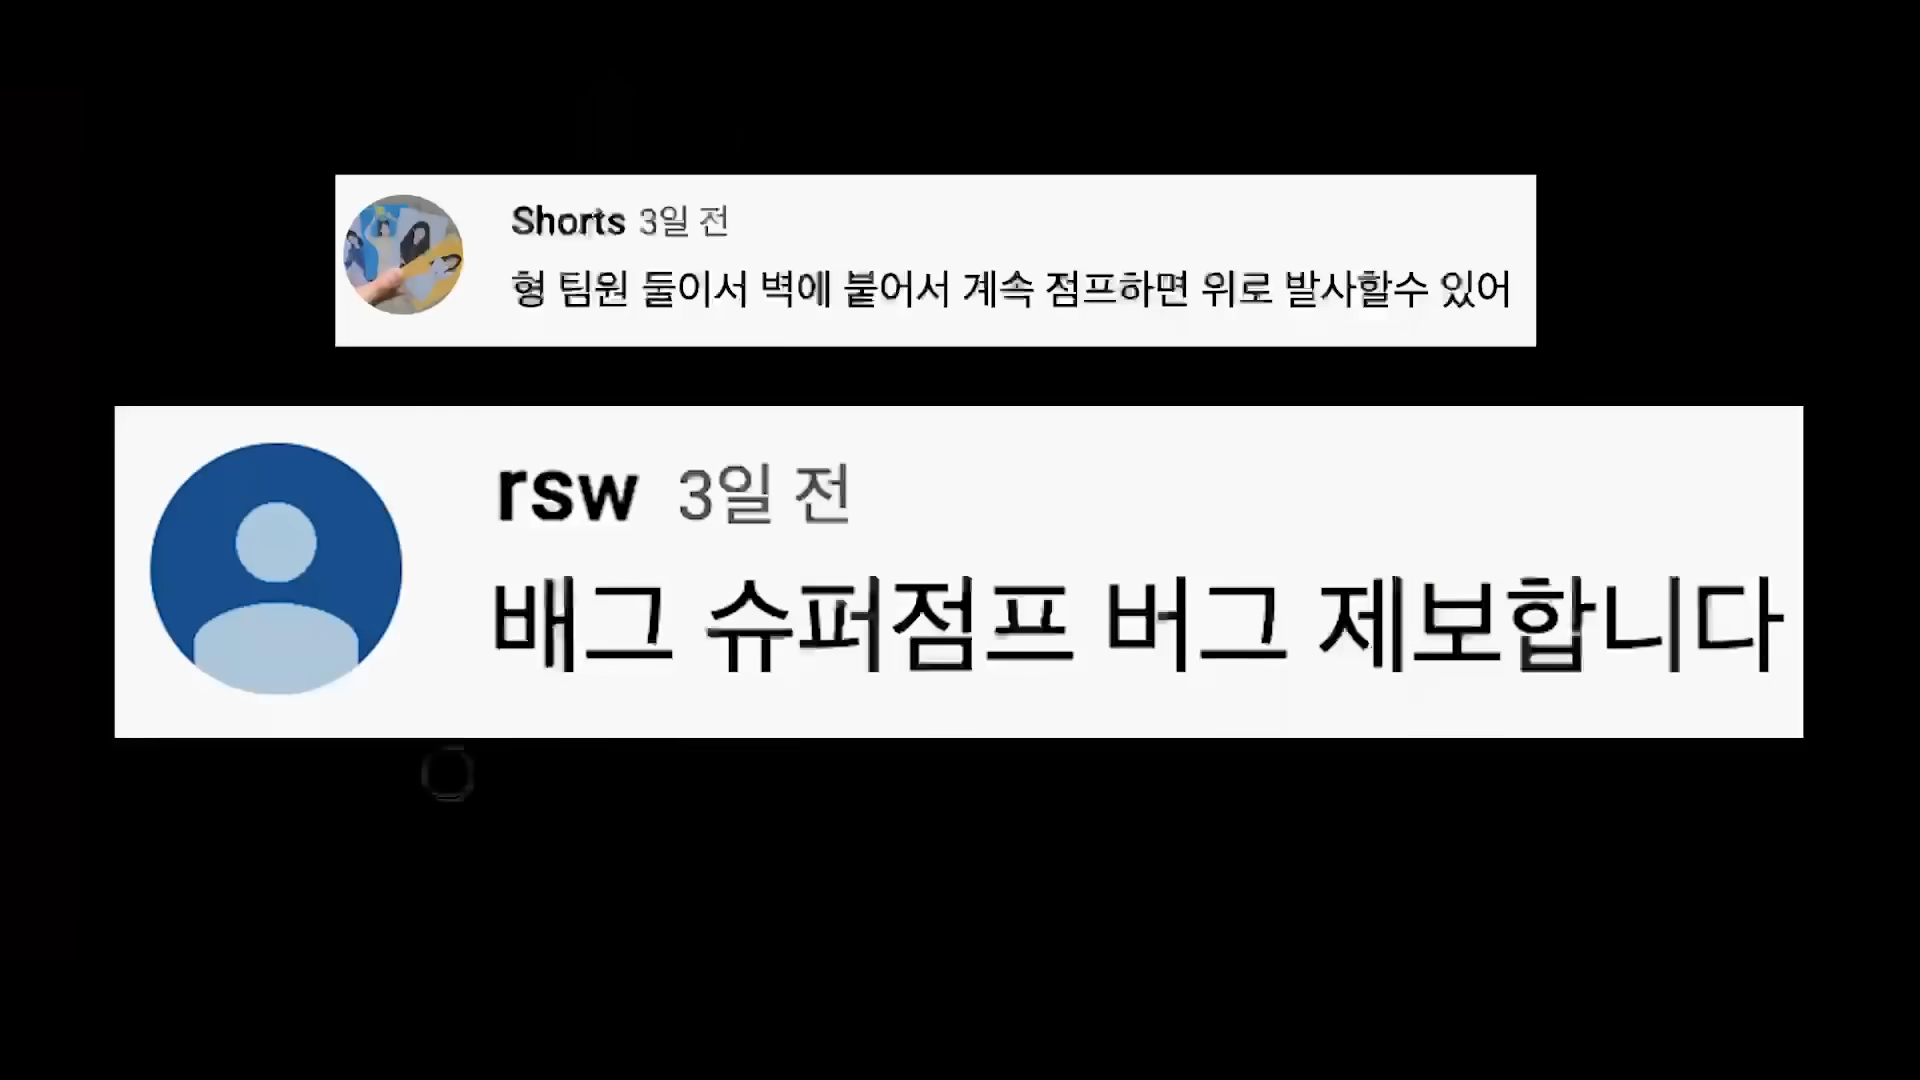 Shorts 3일 전
형 팀원 둘이서 벽에 붙어서 계속 점프하면 위로 발사할수 있어
rsw 3일 전
배그 슈퍼점프 버그 제보합니다